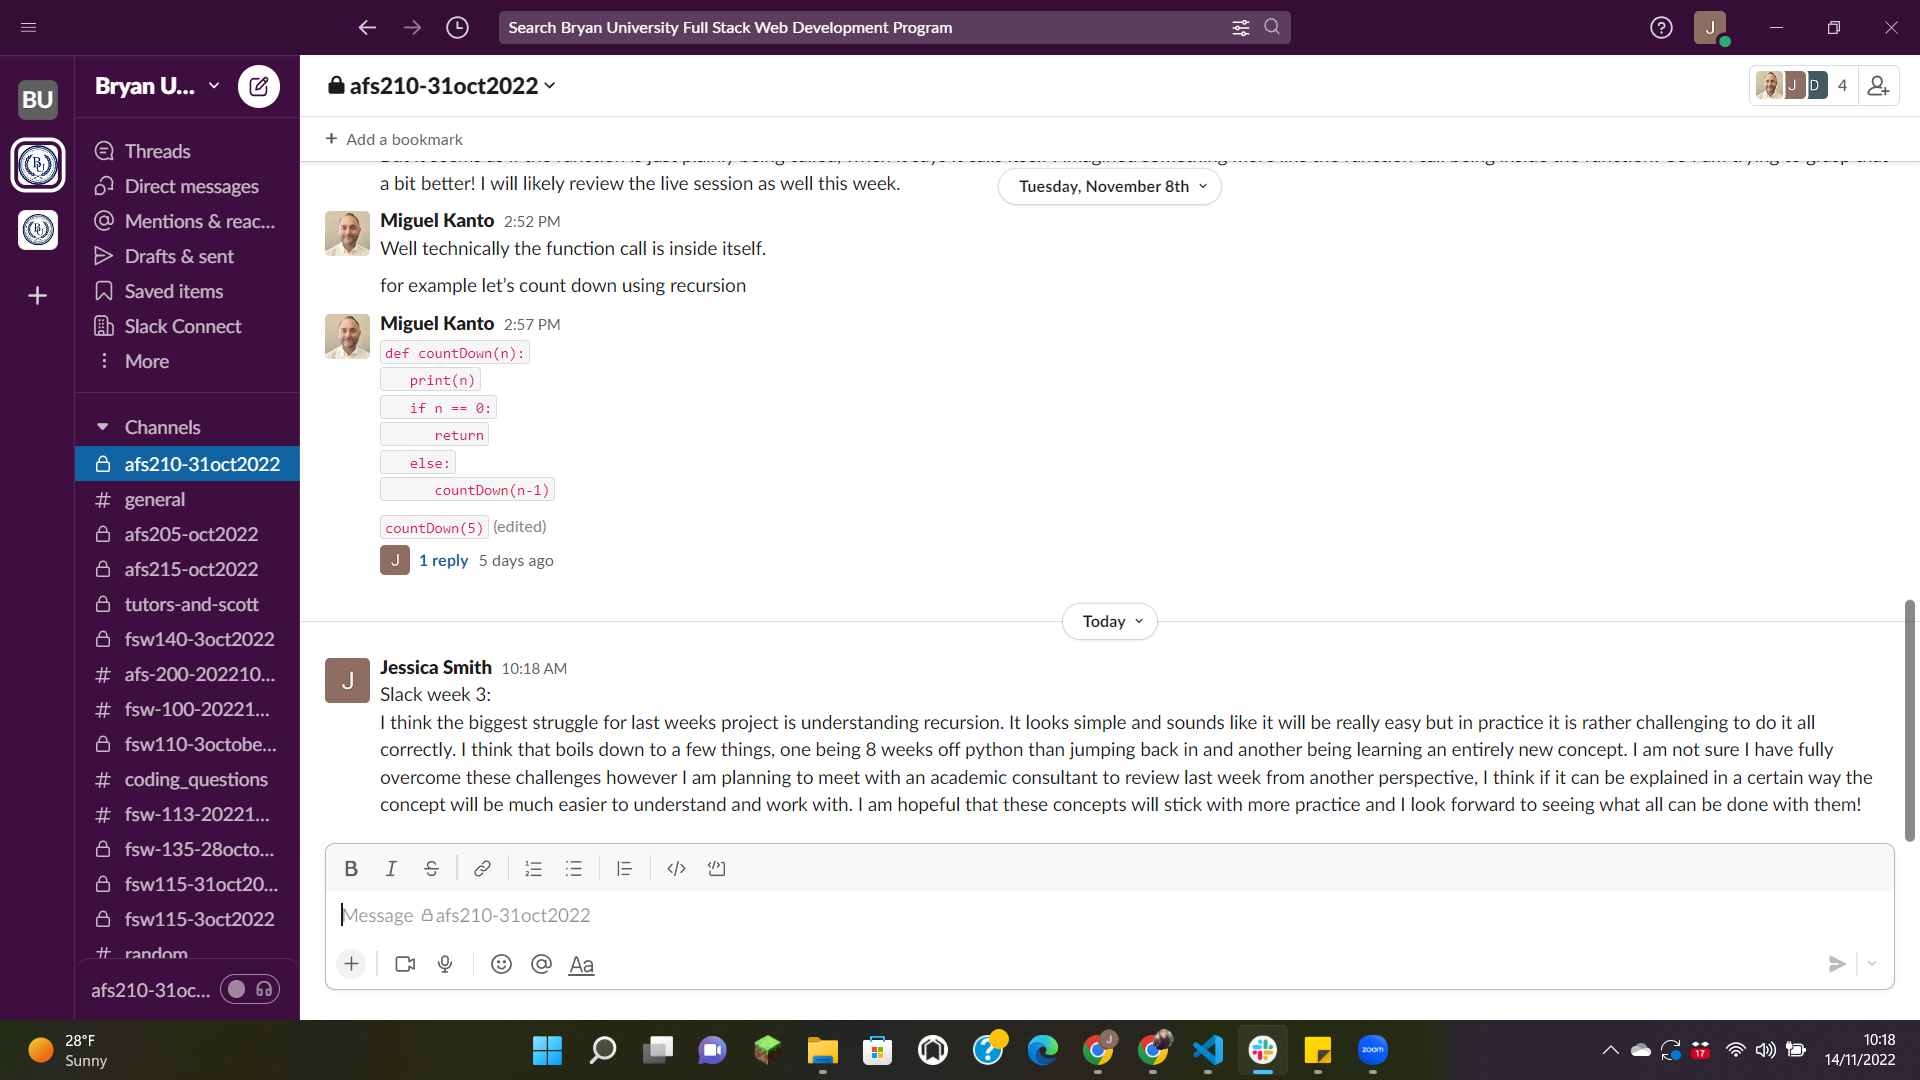 Search Bryan University Full Stack Web Development Program
J
BU
Bryan U...
Threads
Direct messages
Mentions & reac...
Drafts & sent
Saved items
Slack Connect
More
Channels
afs210-31oct2022
general
afs205-oct2022
afs215-oct2022
tutors-and-scott
fsw140-3oct2022
afs-200-202210...
fsw-100-20221...
fsw110-3octobe...
coding_questions
fsw-113-20221...
fsw-135-28octo...
fsw115-31oct20...
fsw115-3oct2022
random
afs210-31oc...
afs210-31oct2022
J D 4
+ Add a bookmark
a bit better! I will likely review the live session as well this week.
Tuesday, November 8th
Miguel Kanto 2:52 PM
Well technically the function call is inside itself.
for example let’s count down using recursion
Miguel Kanto 2:57 PM
def countDown(n):
print(n)
if n == 0:
return
else:
countDown(n-1)
countDown(5) (edited)
J 1 reply 5 days ago
Today
J
Jessica Smith 10:18 AM
Slack week 3:
I think the biggest struggle for last weeks project is understanding recursion. It looks simple and sounds like it will be really easy but in practice it is rather challenging to do it all
correctly. I think that boils down to a few things, one being 8 weeks off python than jumping back in and another being learning an entirely new concept. I am not sure I have fully
overcome these challenges however I am planning to meet with an academic consultant to review last week from another perspective, I think if it can be explained in a certain way the
concept will be much easier to understand and work with. I am hopeful that these concepts will stick with more practice and I look forward to seeing what all can be done with them!
B I S
Message afs210-31oct2022
Aa
28°F
Sunny
zoom
17
10:18
14/11/2022